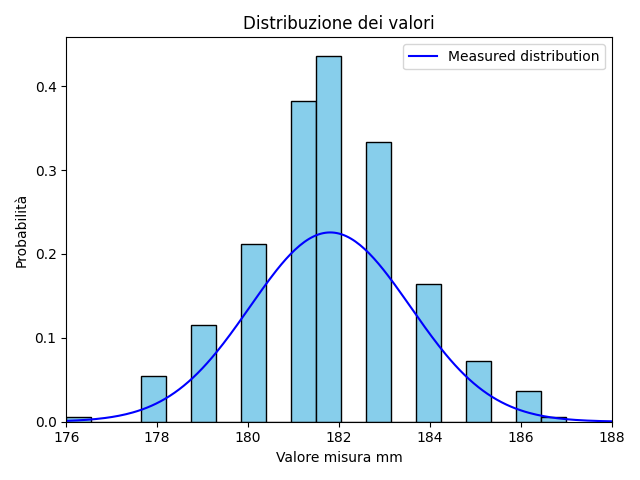 Distribuzione dei valori
Measured distribution
Probabilità
0.4
0.3
0.2
0.1
0.0
176 178 180 182 184 186 188
Valore misura mm